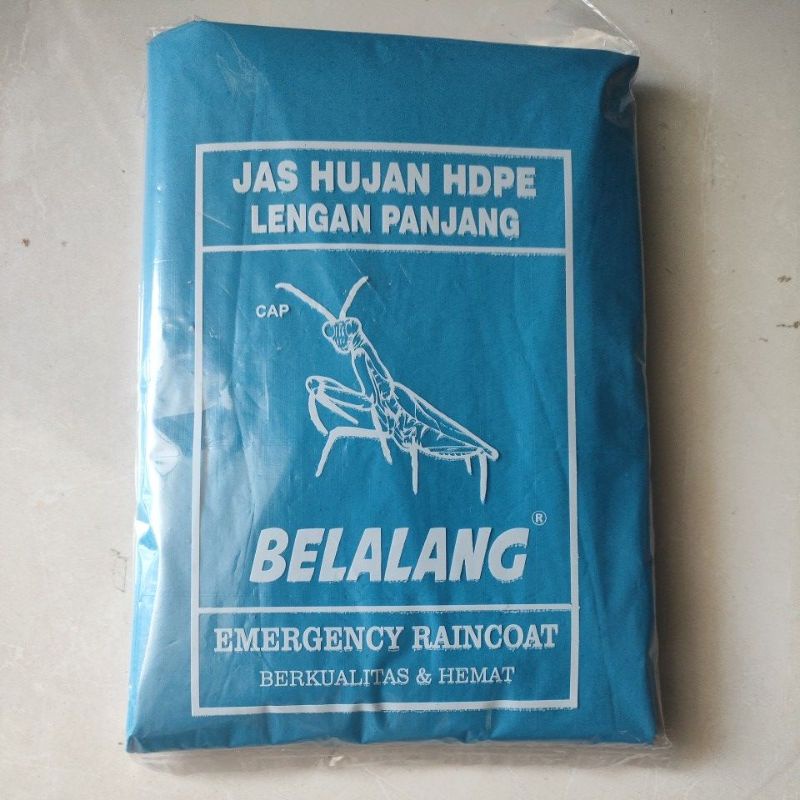 JAS HUJAN HDPE
LENGAN PANJANG
CAP
BELALANG ®
EMERGENCY RAINCOAT
BERKUALITAS & HEMAT